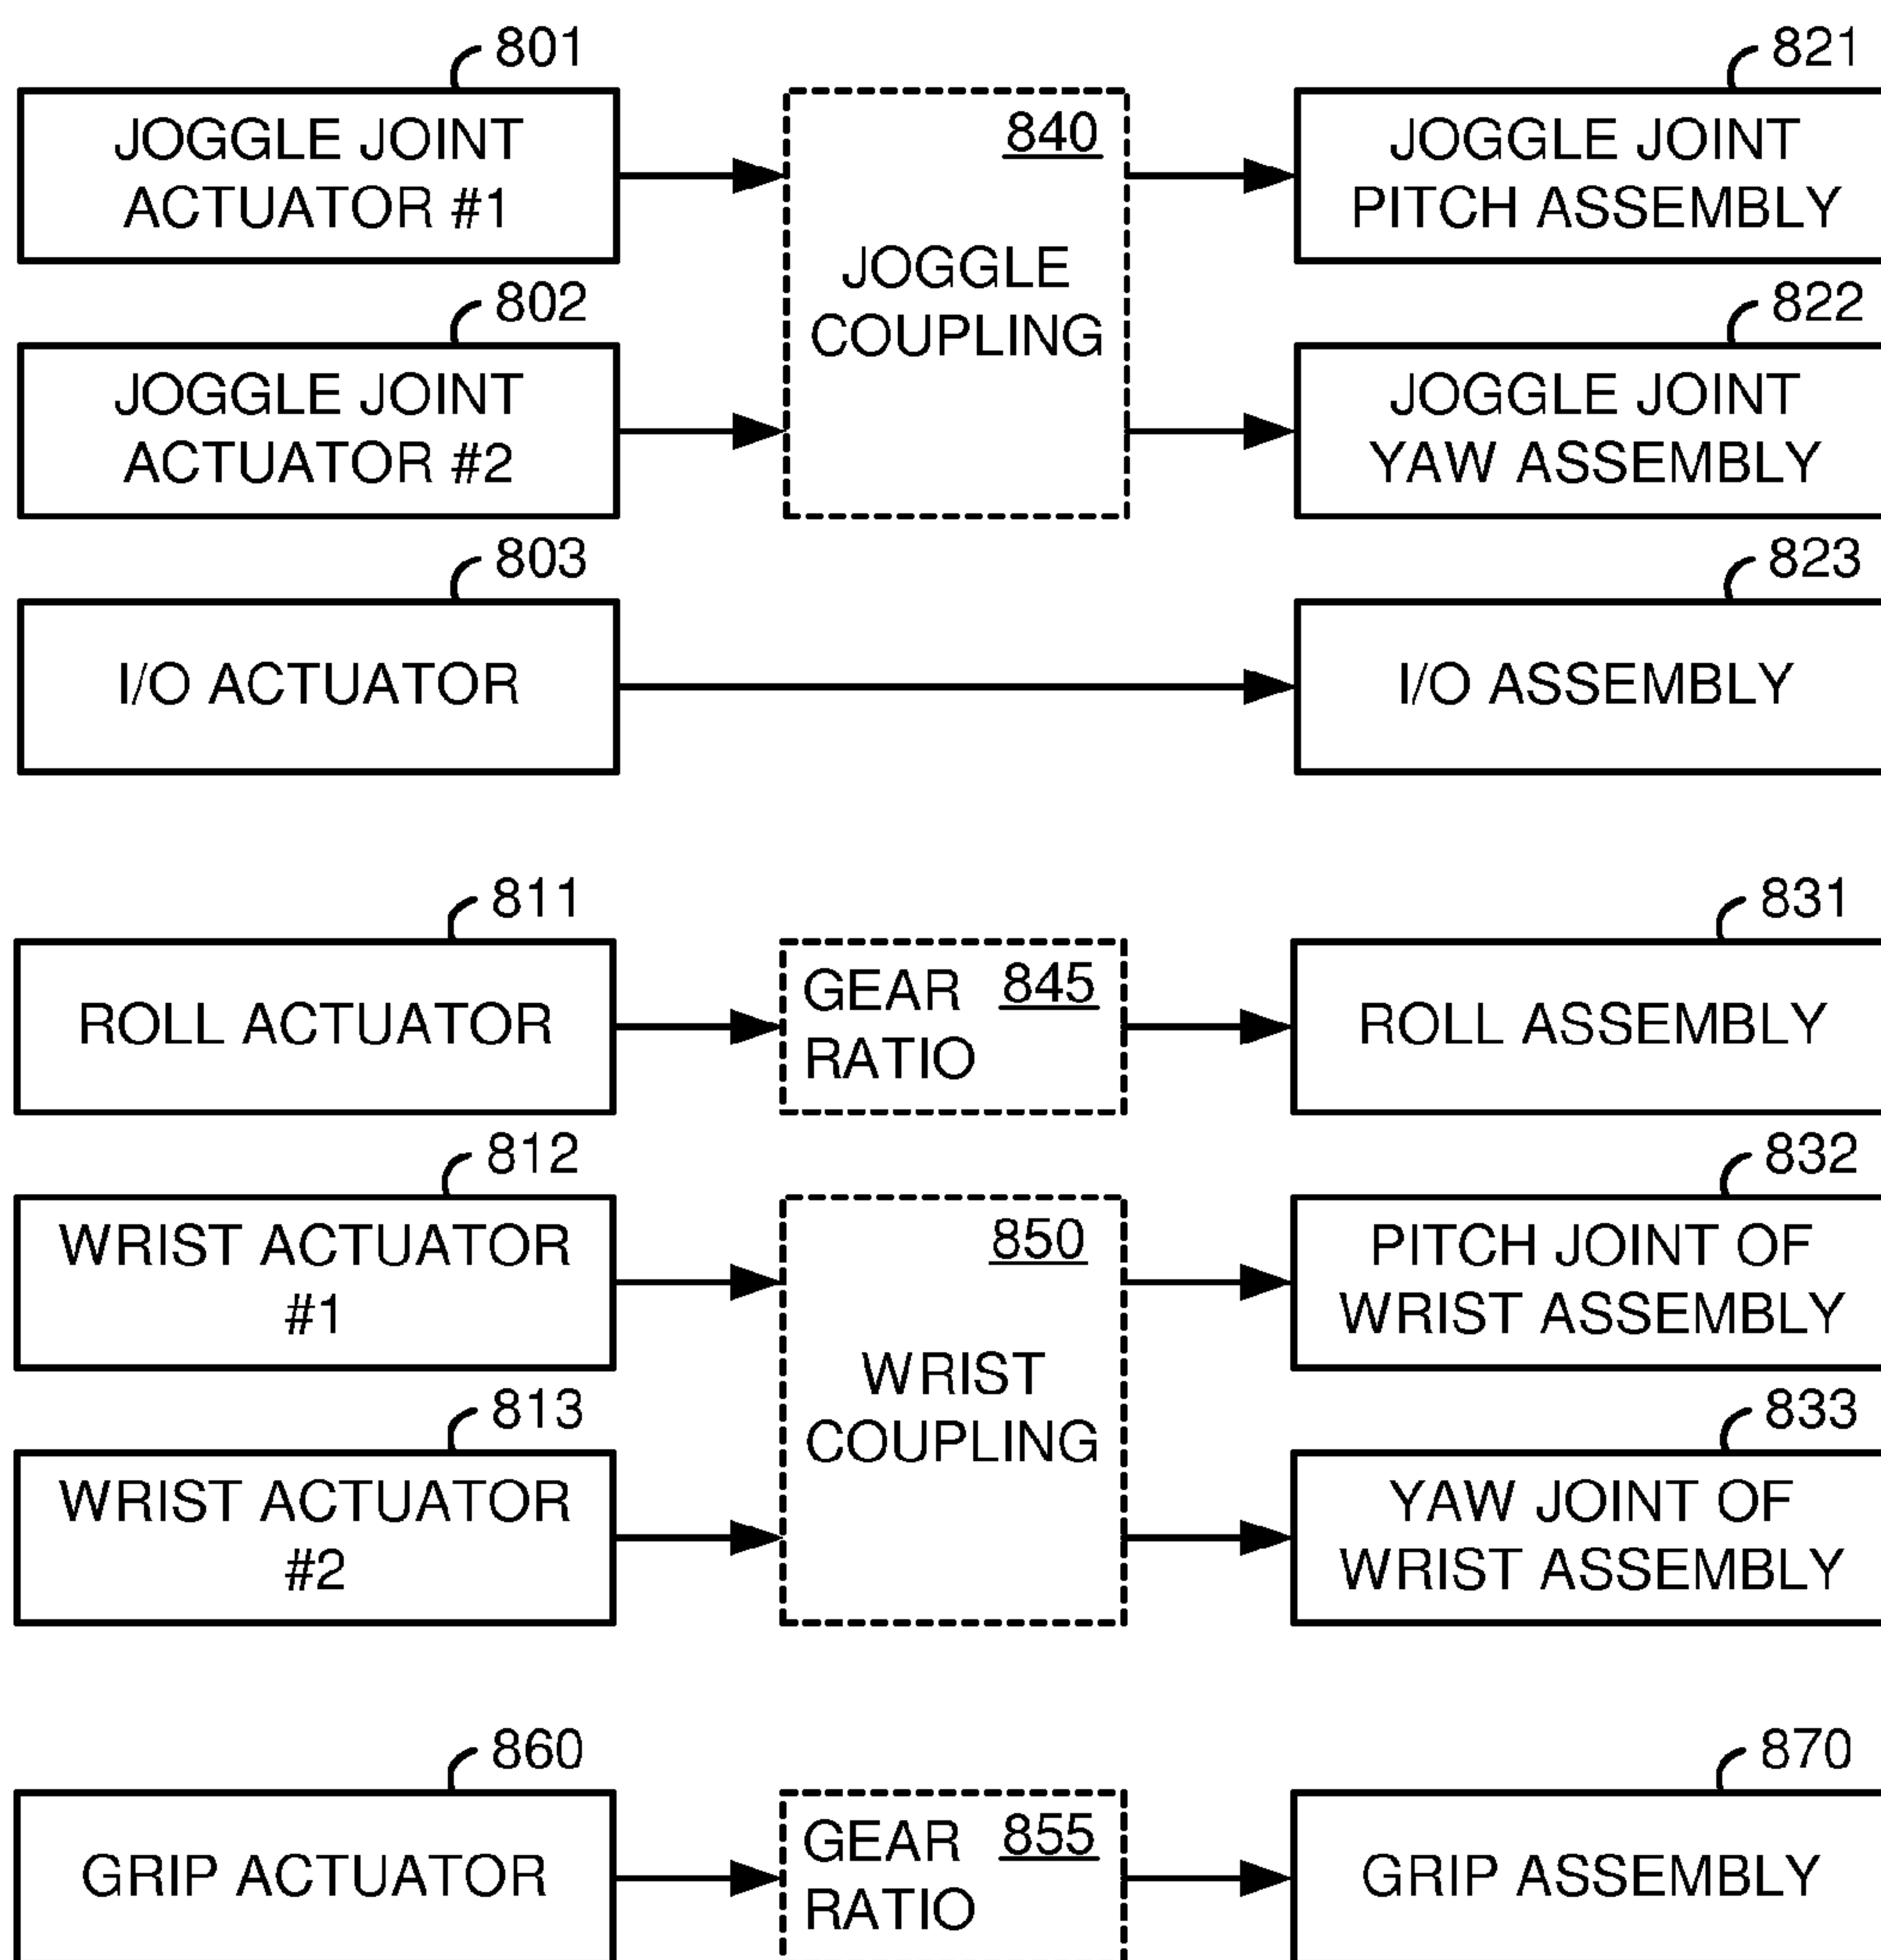 801
JOGGLE JOINT
ACTUATOR #1
840
JOGGLE
COUPLING
821
JOGGLE JOINT
PITCH ASSEMBLY
802
JOGGLE JOINT
ACTUATOR #2
822
JOGGLE JOINT
YAW ASSEMBLY
803
I/O ACTUATOR
823
I/O ASSEMBLY
811
ROLL ACTUATOR
GEAR 845
RATIO
831
ROLL ASSEMBLY
812
WRIST ACTUATOR
#1
850
WRIST
COUPLING
832
PITCH JOINT OF
WRIST ASSEMBLY
813
WRIST ACTUATOR
#2
833
YAW JOINT OF
WRIST ASSEMBLY
860
GRIP ACTUATOR
GEAR 855
RATIO
870
GRIP ASSEMBLY